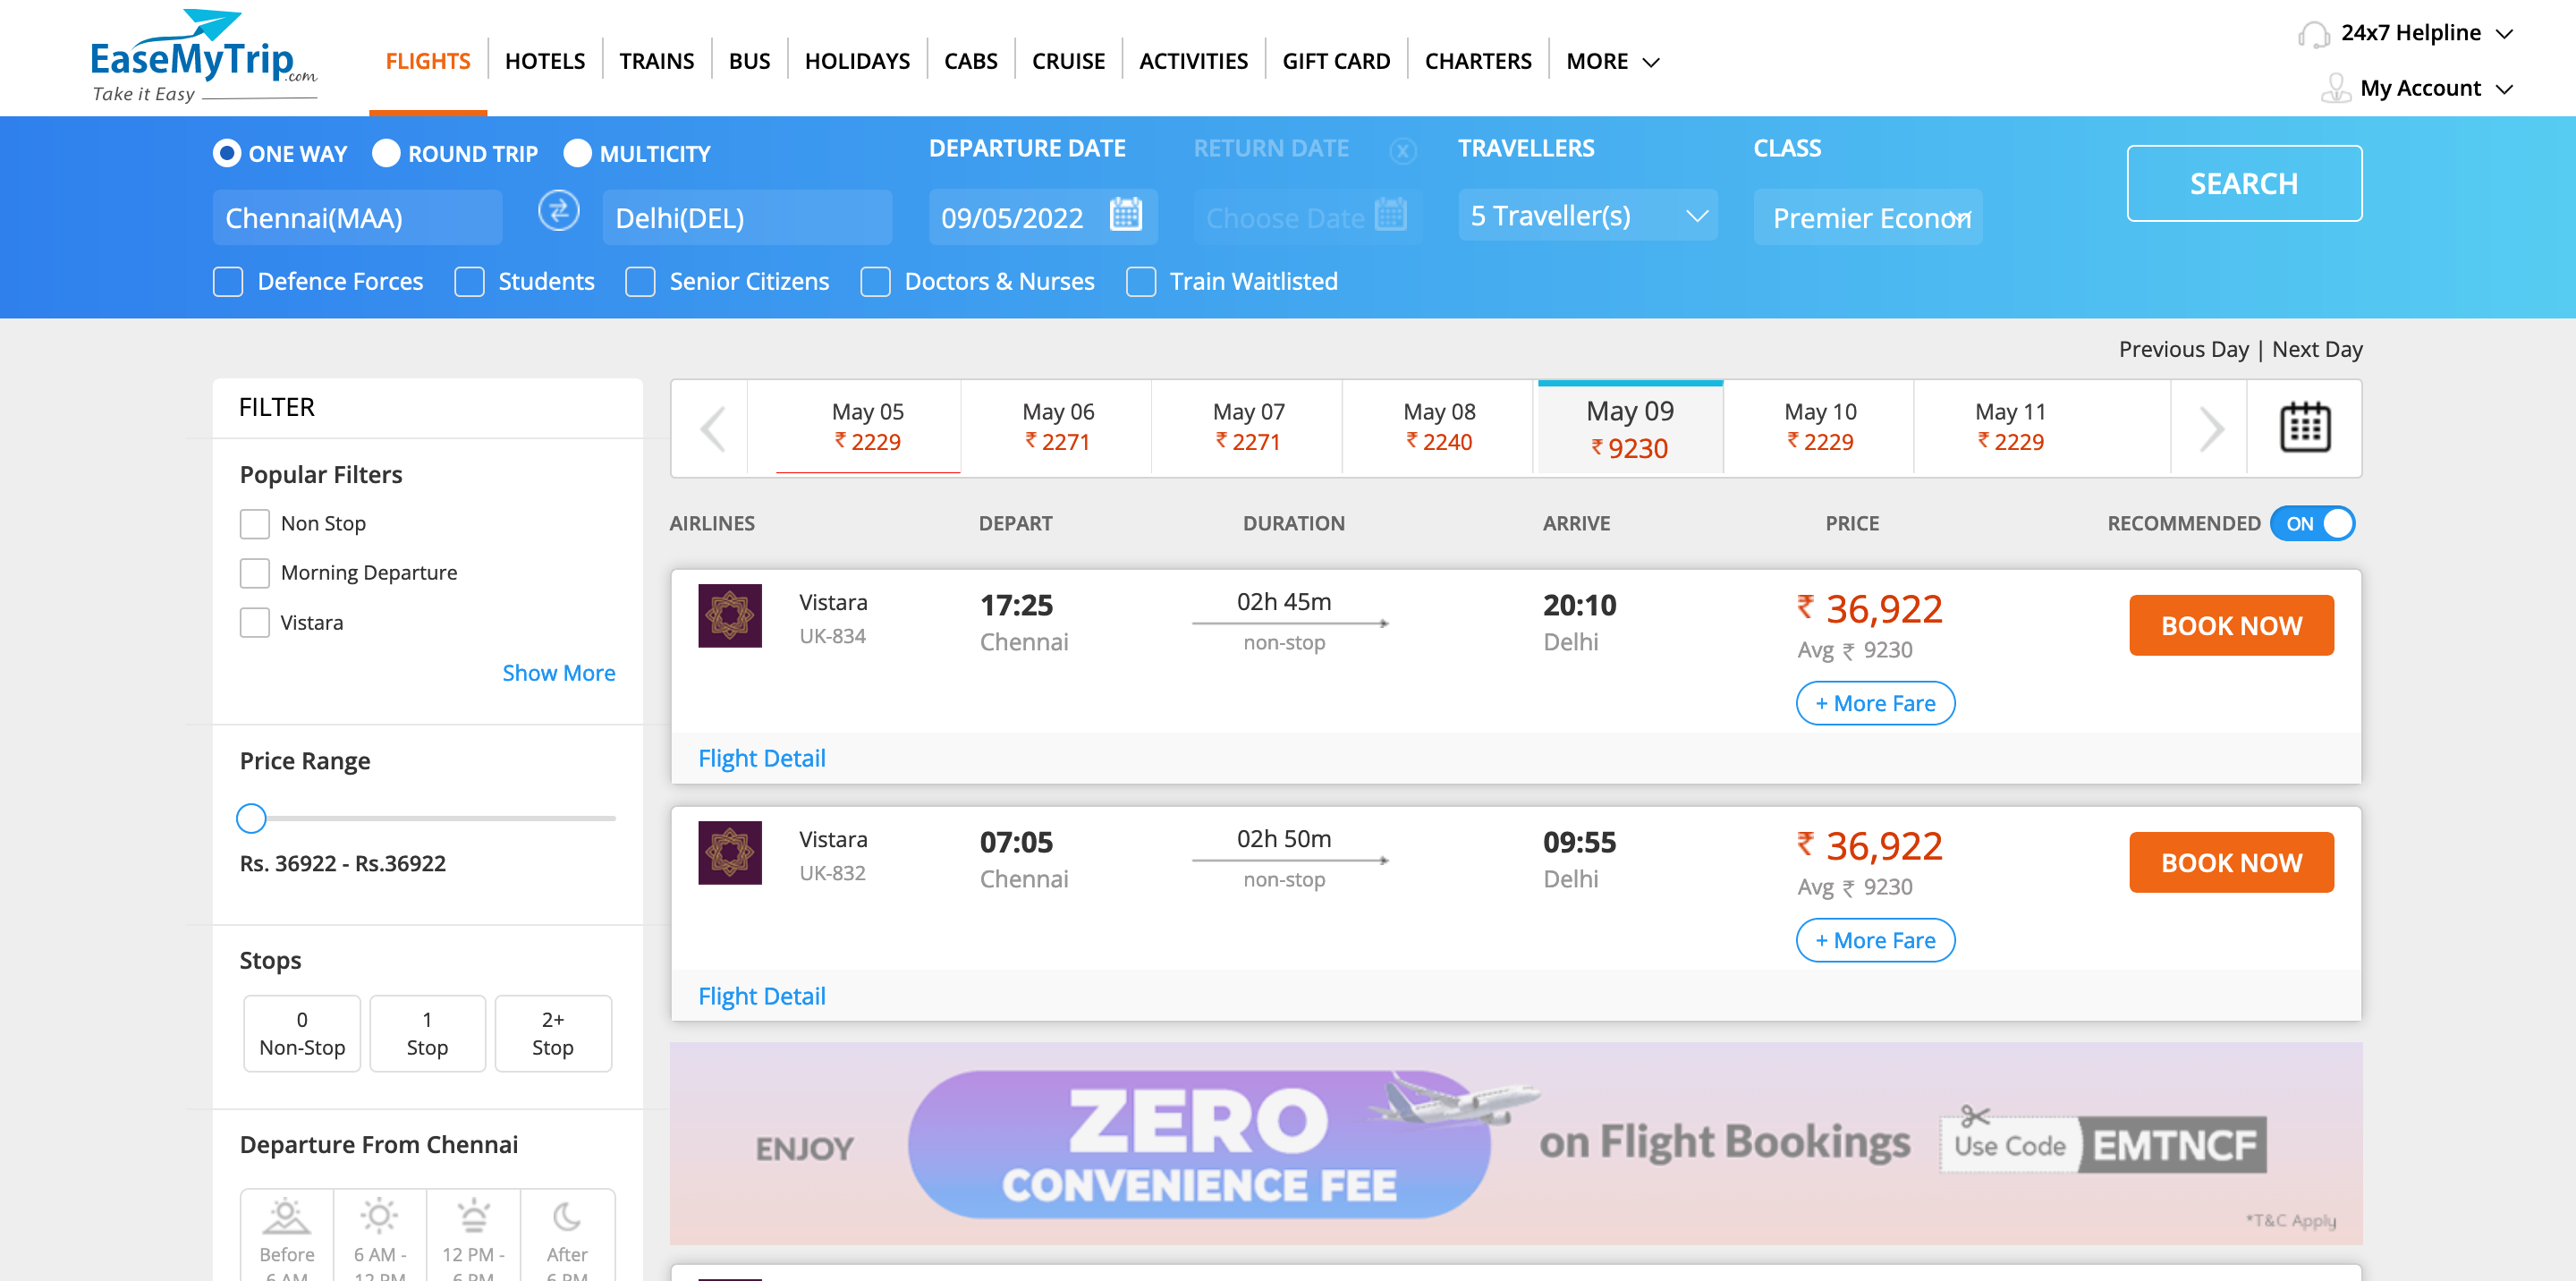 EaseMyTrip.com
Take it Easy
FLIGHTS
HOTELS
TRAINS
BUS
HOLIDAYS
CABS
CRUISE
ACTIVITIES
GIFT CARD
CHARTERS
MORE
24x7 Helpline
My Account
ONE WAY
ROUND TRIP
MULTICITY
DEPARTURE DATE
RETURN DATE
X
TRAVELLERS
CLASS
Chennai(MAA)
Delhi(DEL)
09/05/2022
Choose Date
5 Traveller(s)
Premier Econom
SEARCH
Defence Forces
Students
Senior Citizens
Doctors & Nurses
Train Waitlisted
Previous Day | Next Day
FILTER
Popular Filters
Non Stop
Morning Departure
Vistara
Show More
Price Range
Rs. 36922 - Rs.36922
Stops
0
Non-Stop
1
Stop
2+
Stop
Departure From Chennai
Before
6 AM
6 AM -
12 PM
12 PM -
6 PM
After
6 PM
May 05
₹ 2229
May 06
₹ 2271
May 07
₹ 2271
May 08
₹ 2240
May 09
₹ 9230
May 10
₹ 2229
May 11
₹ 2229
AIRLINES
DEPART
DURATION
ARRIVE
PRICE
RECOMMENDED
ON
Vistara
UK-834
17:25
Chennai
02h 45m
non-stop
20:10
Delhi
₹ 36,922
Avg ₹ 9230
+ More Fare
BOOK NOW
Flight Detail
Vistara
UK-832
07:05
Chennai
02h 50m
non-stop
09:55
Delhi
₹ 36,922
Avg ₹ 9230
+ More Fare
BOOK NOW
Flight Detail
ENJOY
ZERO
CONVENIENCE FEE
on Flight Bookings
Use Code
EMTNCF
*T&C Apply